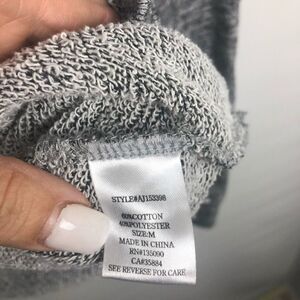 STYLE#AJ153398
60%COTTON
40%POLYESTER
SIZE:M
MADE IN CHINA
RN#135090
CA#35884
SEE REVERSE FOR CARE